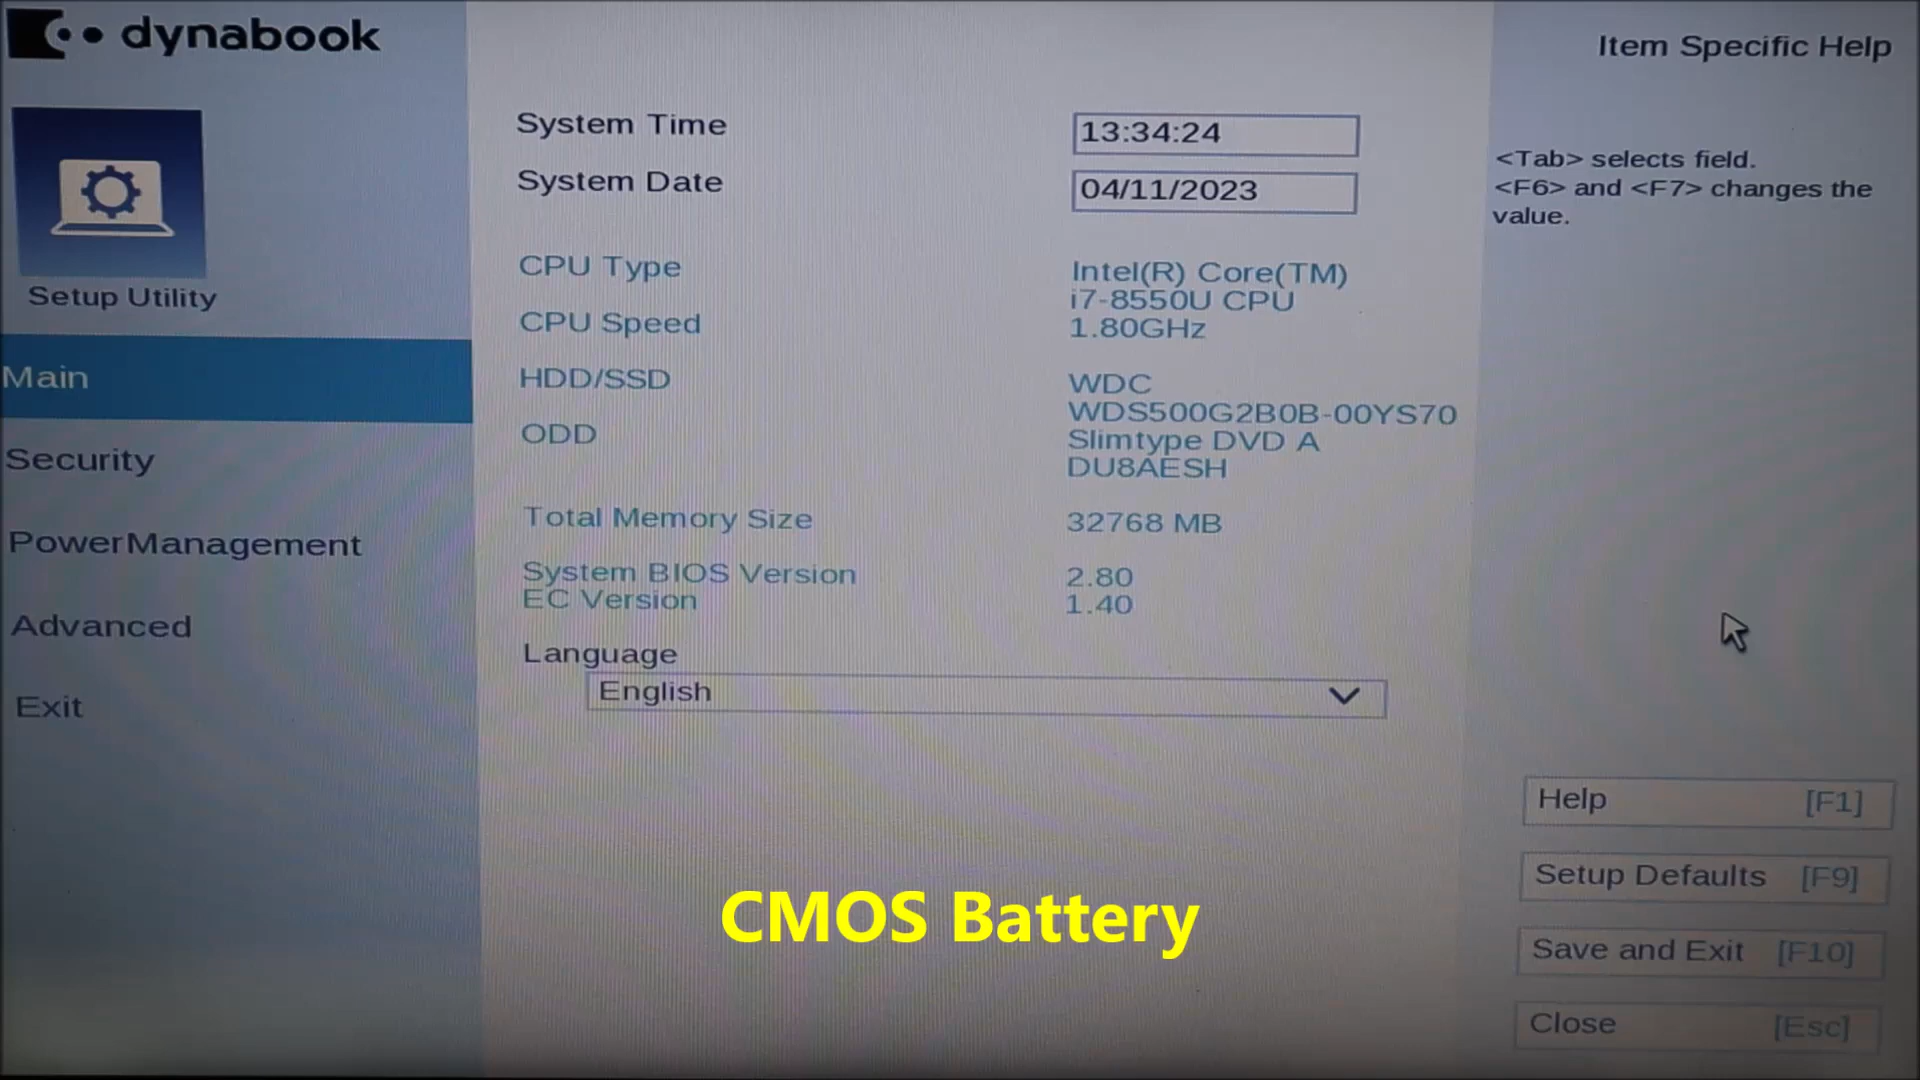 dynabook
Setup Utility
Main
Security
PowerManagement
Advanced
Exit
System Time 13:34:24
System Date 04/11/2023
CPU Type Intel(R) Core(TM)
i7-8550U CPU
CPU Speed 1.80GHz
HDD/SSD WDC
WDS500G2B0B-00YS70
ODD Slimtype DVD A
DU8AESH
Total Memory Size 32768 MB
System BIOS Version 2.80
EC Version 1.40
Language
English
Item Specific Help
<Tab> selects field.
<F6> and <F7> changes the
value.
Help [F1]
Setup Defaults [F9]
Save and Exit [F10]
Close [Esc]
CMOS Battery